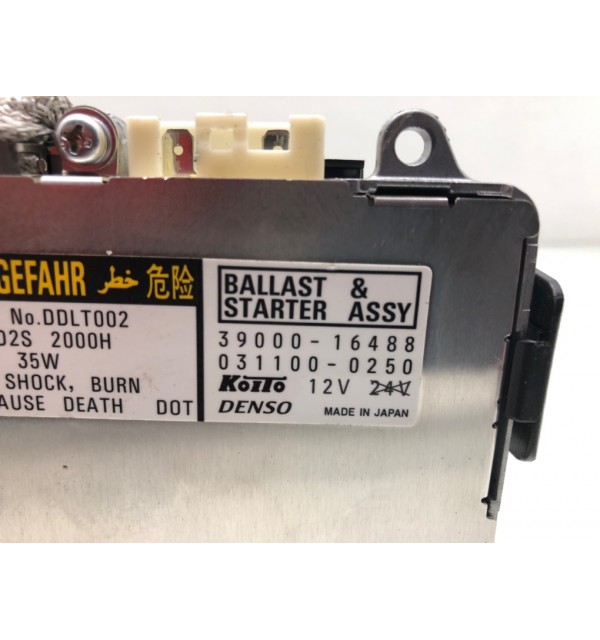 GEFAHR خطر 危险
No.DDLT002
02S 2000H
35W
SHOCK, BURN
AUSE DEATH DOT
BALLAST &
STARTER ASSY
39000-16488
031100-0250
KOITO 12V 24V
DENSO MADE IN JAPAN